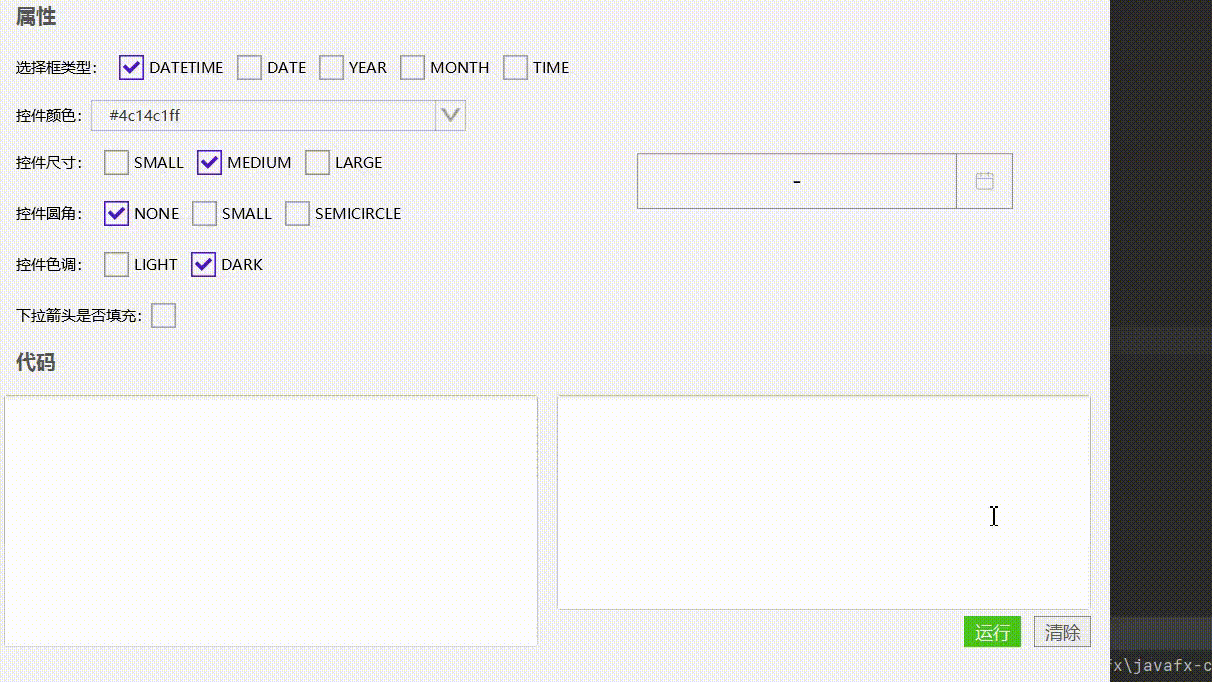 属性
选择框类型： DATETIME DATE YEAR MONTH TIME
控件颜色： #4c14c1ff
控件尺寸： SMALL MEDIUM LARGE
-
控件圆角： NONE SMALL SEMICIRCLE
控件色调： LIGHT DARK
下拉箭头是否填充：
代码
运行 清除
x\javafx-c